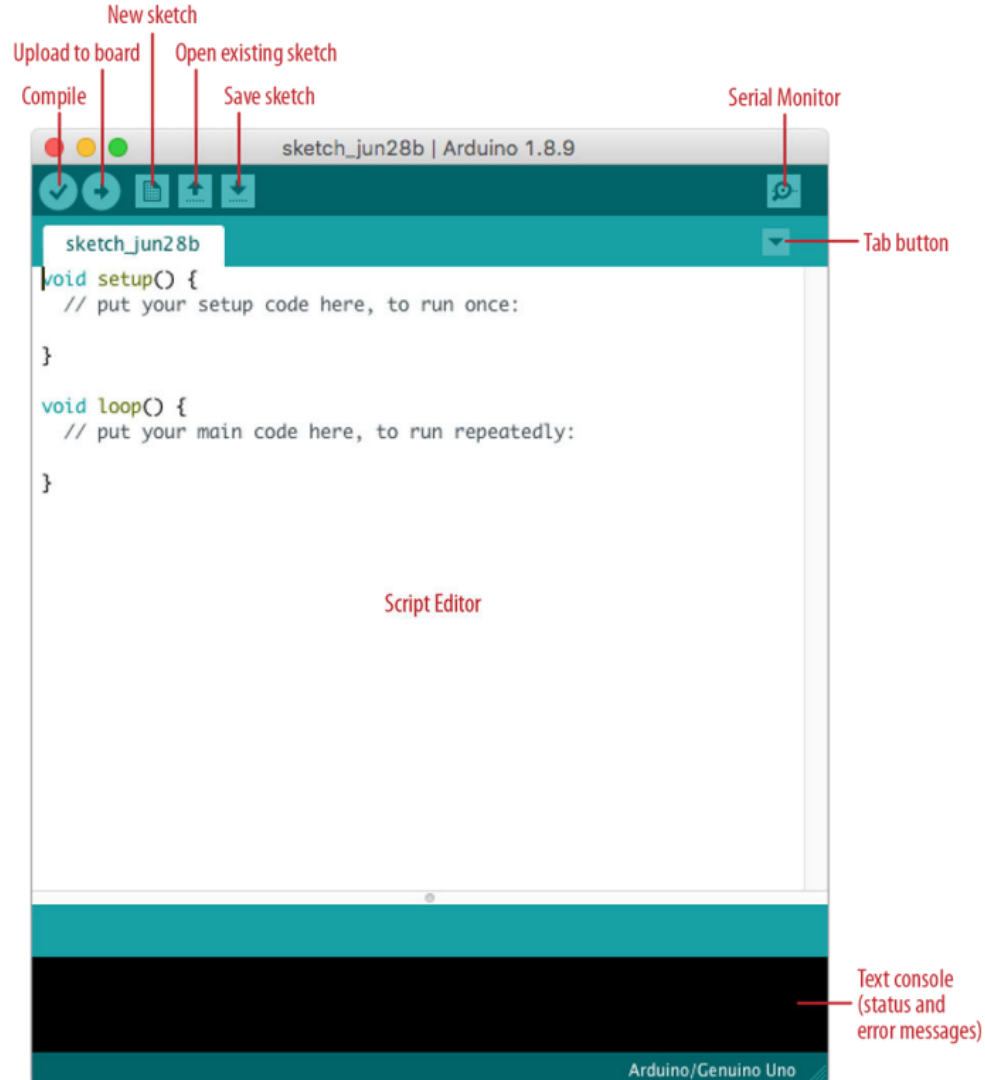 New sketch
Upload to board
Open existing sketch
Compile
Save sketch
Serial Monitor
sketch_jun28b | Arduino 1.8.9
sketch_jun28b
Tab button
void setup() {
  // put your setup code here, to run once:
}
void loop() {
  // put your main code here, to run repeatedly:
}
Script Editor
Text console
(status and
error messages)
Arduino/Genuino Uno